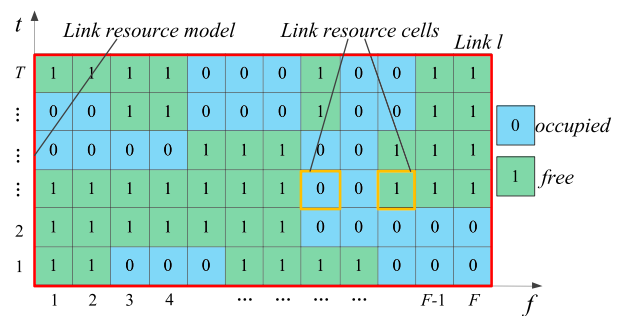 t
Link resource model
Link resource cells
Link l
T 1 1 1 1 0 0 0 1 0 0 1 1
⋮ 0 0 1 1 0 0 0 1 0 0 1 1
⋮ 0 0 0 0 1 1 1 0 0 1 1 1
⋮ 1 1 1 1 1 1 1 0 0 1 1 1
2 1 1 1 1 1 1 1 0 0 0 0 0
1 1 1 0 0 0 1 1 1 1 0 0 0
1 2 3 4 ... ... ... ... F-1 F
f
0 occupied
1 free